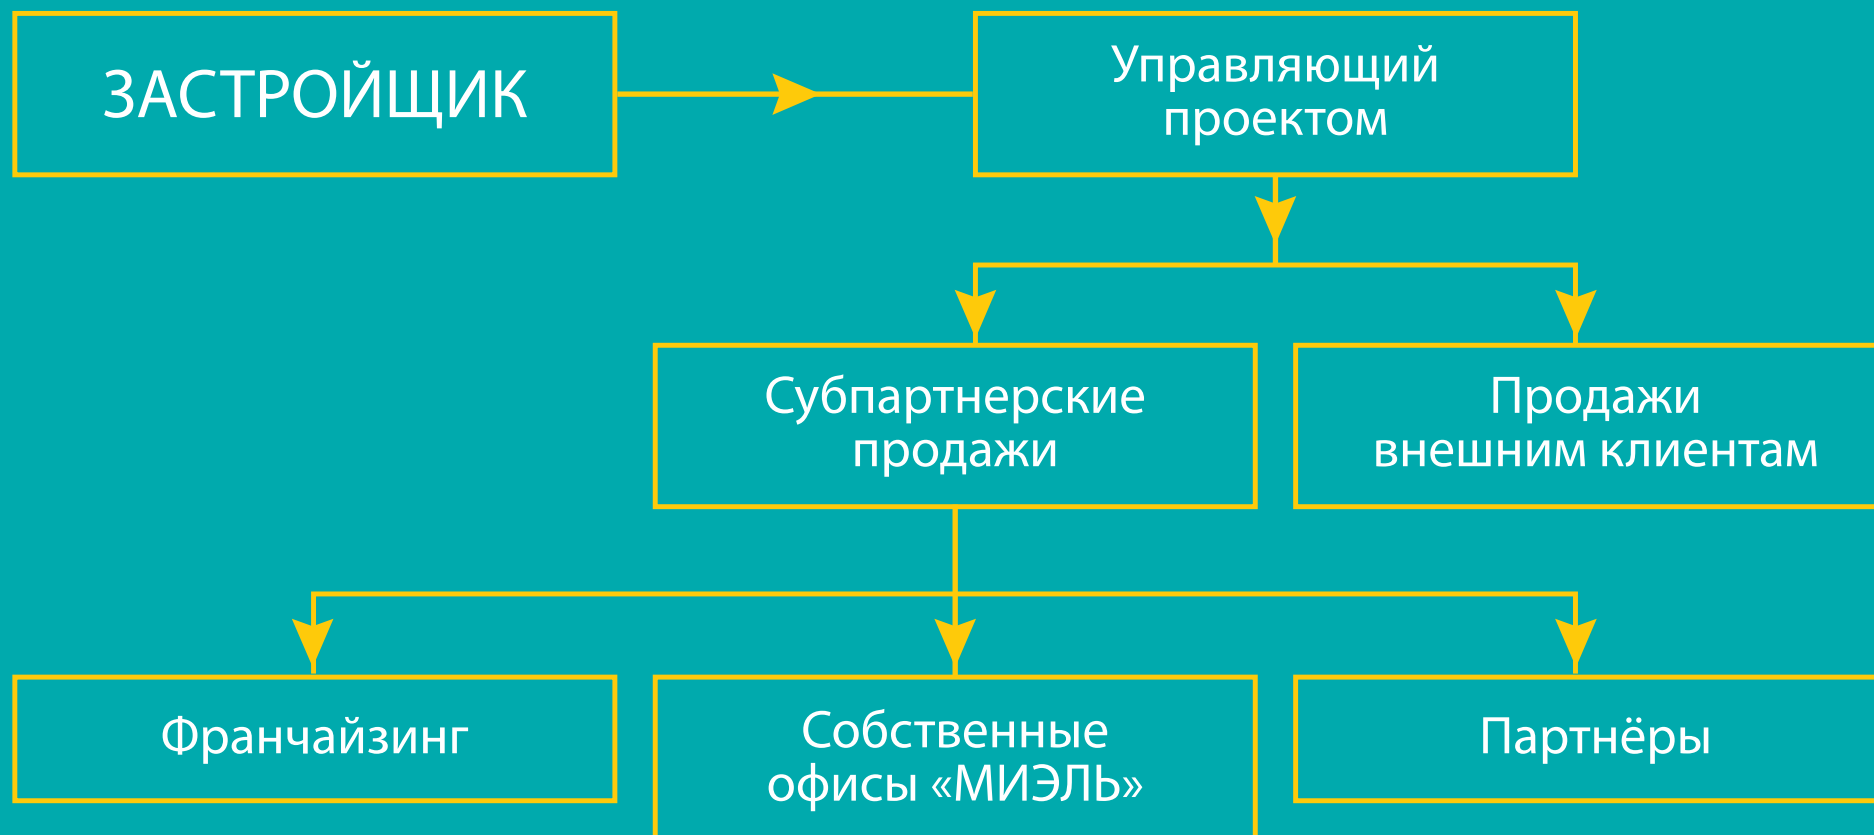 ЗАСТРОЙЩИК
Управляющий
проектом
Субпартнерские
продажи
Продажи
внешним клиентам
Франчайзинг
Собственные
офисы «МИЭЛЬ»
Партнёры